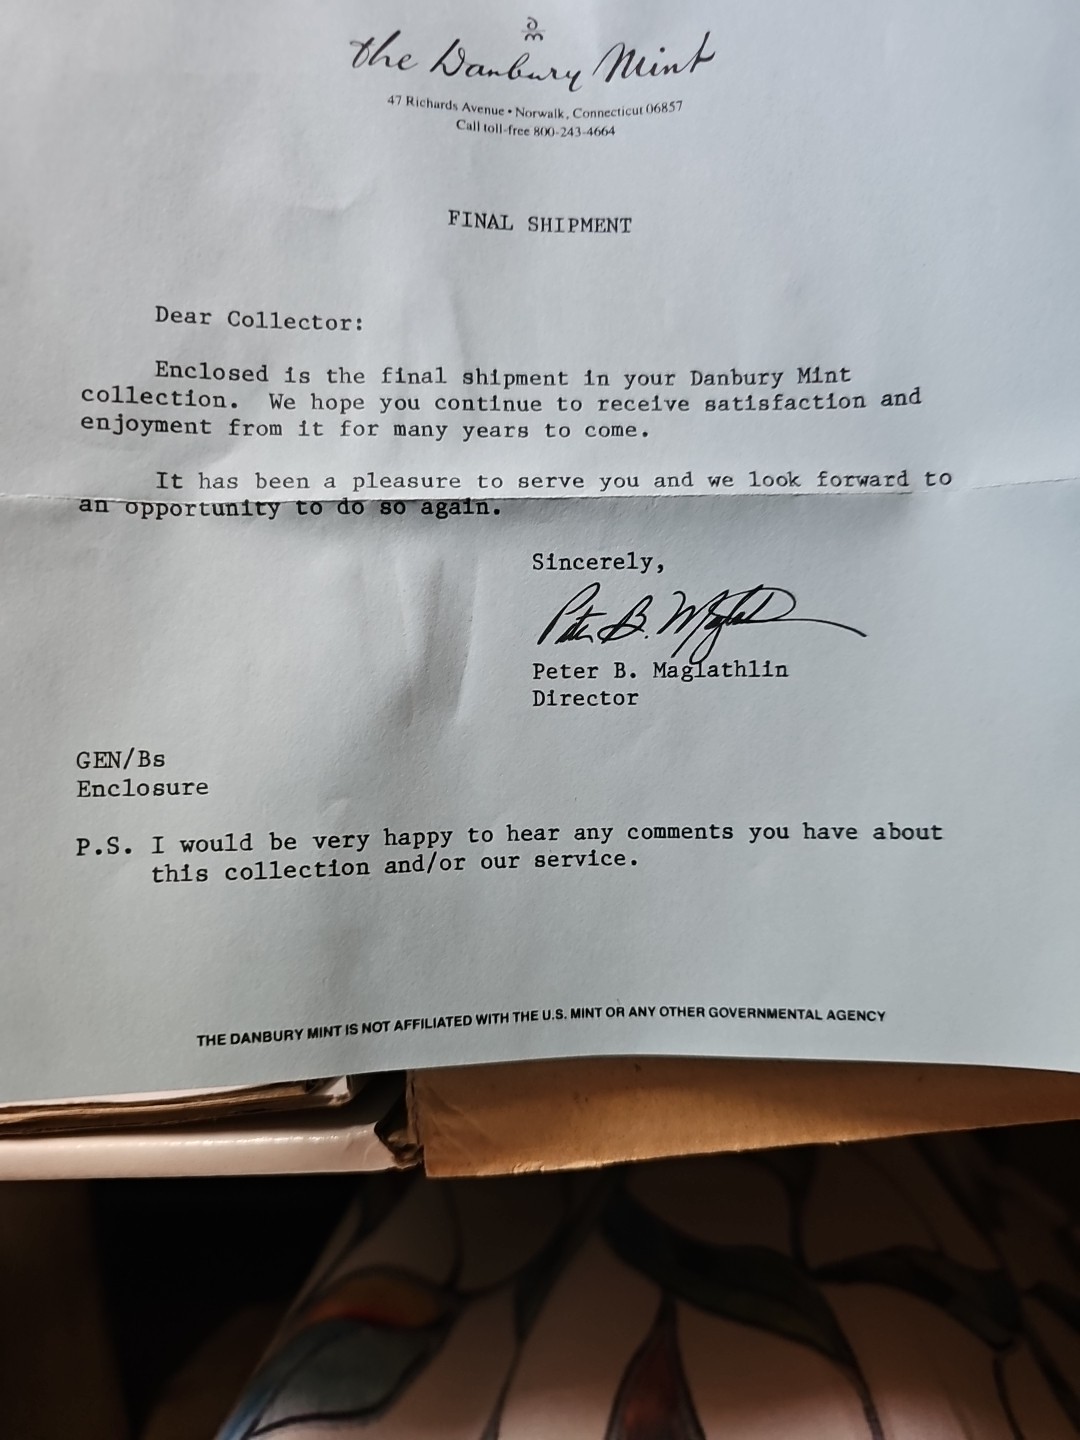 the Danbury Mint
47 Richards Avenue • Norwalk, Connecticut 06857
Call toll-free 800-243-4664
FINAL SHIPMENT
Dear Collector:
Enclosed is the final shipment in your Danbury Mint
collection. We hope you continue to receive satisfaction and
enjoyment from it for many years to come.
It has been a pleasure to serve you and we look forward to
an opportunity to do so again.
Sincerely,
Peter B. Maglathlin
Peter B. Maglathlin
Director
GEN/Bs
Enclosure
P.S. I would be very happy to hear any comments you have about
this collection and/or our service.
THE DANBURY MINT IS NOT AFFILIATED WITH THE U.S. MINT OR ANY OTHER GOVERNMENTAL AGENCY